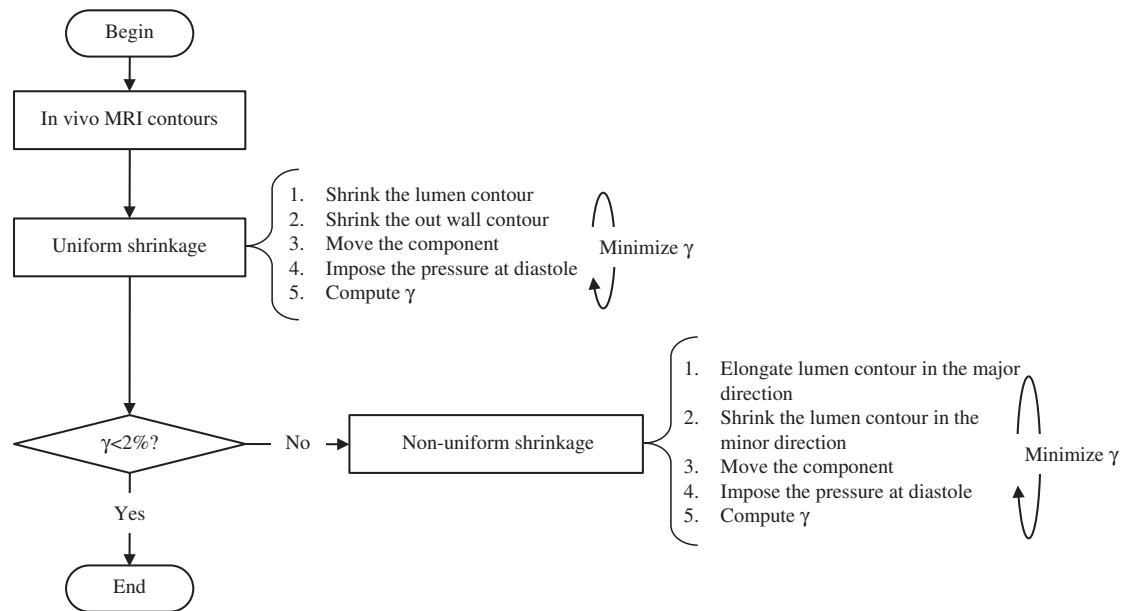 Begin
In vivo MRI contours
Uniform shrinkage
1. Shrink the lumen contour
2. Shrink the out wall contour
3. Move the component
4. Impose the pressure at diastole
5. Compute γ
Minimize γ
γ<2%?
No
Non-uniform shrinkage
1. Elongate lumen contour in the major
direction
2. Shrink the lumen contour in the
minor direction
3. Move the component
4. Impose the pressure at diastole
5. Compute γ
Minimize γ
Yes
End